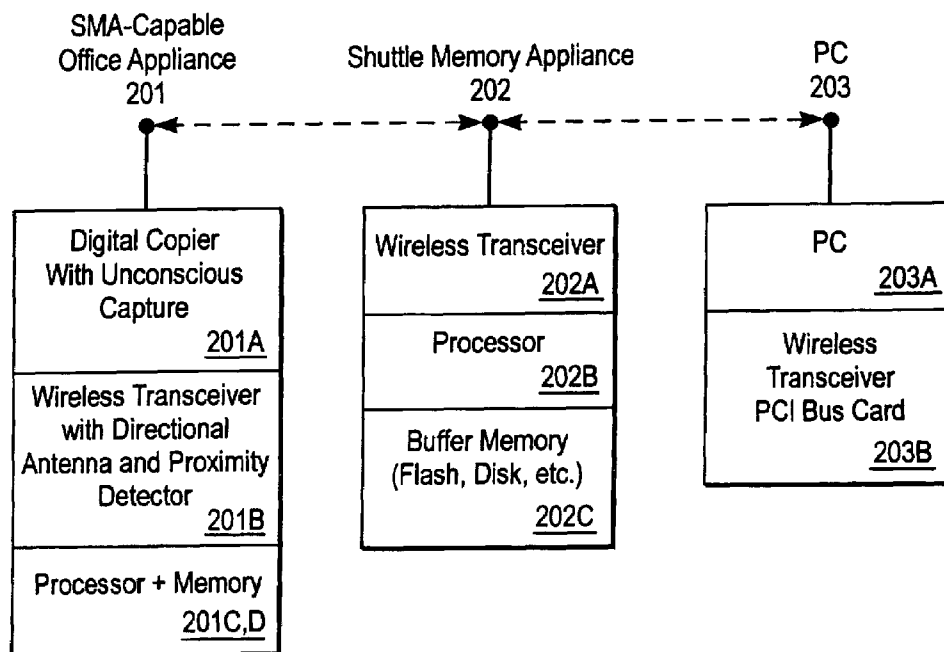 SMA-Capable
Office Appliance
201
Shuttle Memory Appliance
202
PC
203
Digital Copier
With Unconscious
Capture
201A
Wireless Transceiver
with Directional
Antenna and Proximity
Detector
201B
Processor + Memory
201C,D
Wireless Transceiver
202A
Processor
202B
Buffer Memory
(Flash, Disk, etc.)
202C
PC
203A
Wireless
Transceiver
PCI Bus Card
203B